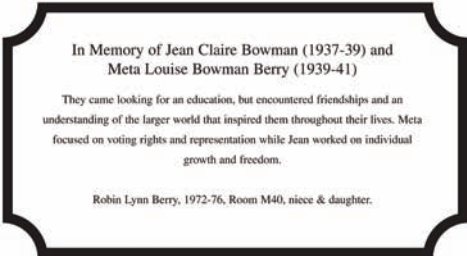 In Memory of Jean Claire Bowman (1937-39) and
Meta Louise Bowman Berry (1939-41)
They came looking for an education, but encountered friendships and an
understanding of the larger world that inspired them throughout their lives. Meta
focused on voting rights and representation while Jean worked on individual
growth and freedom.
Robin Lynn Berry, 1972-76, Room M40, niece & daughter.